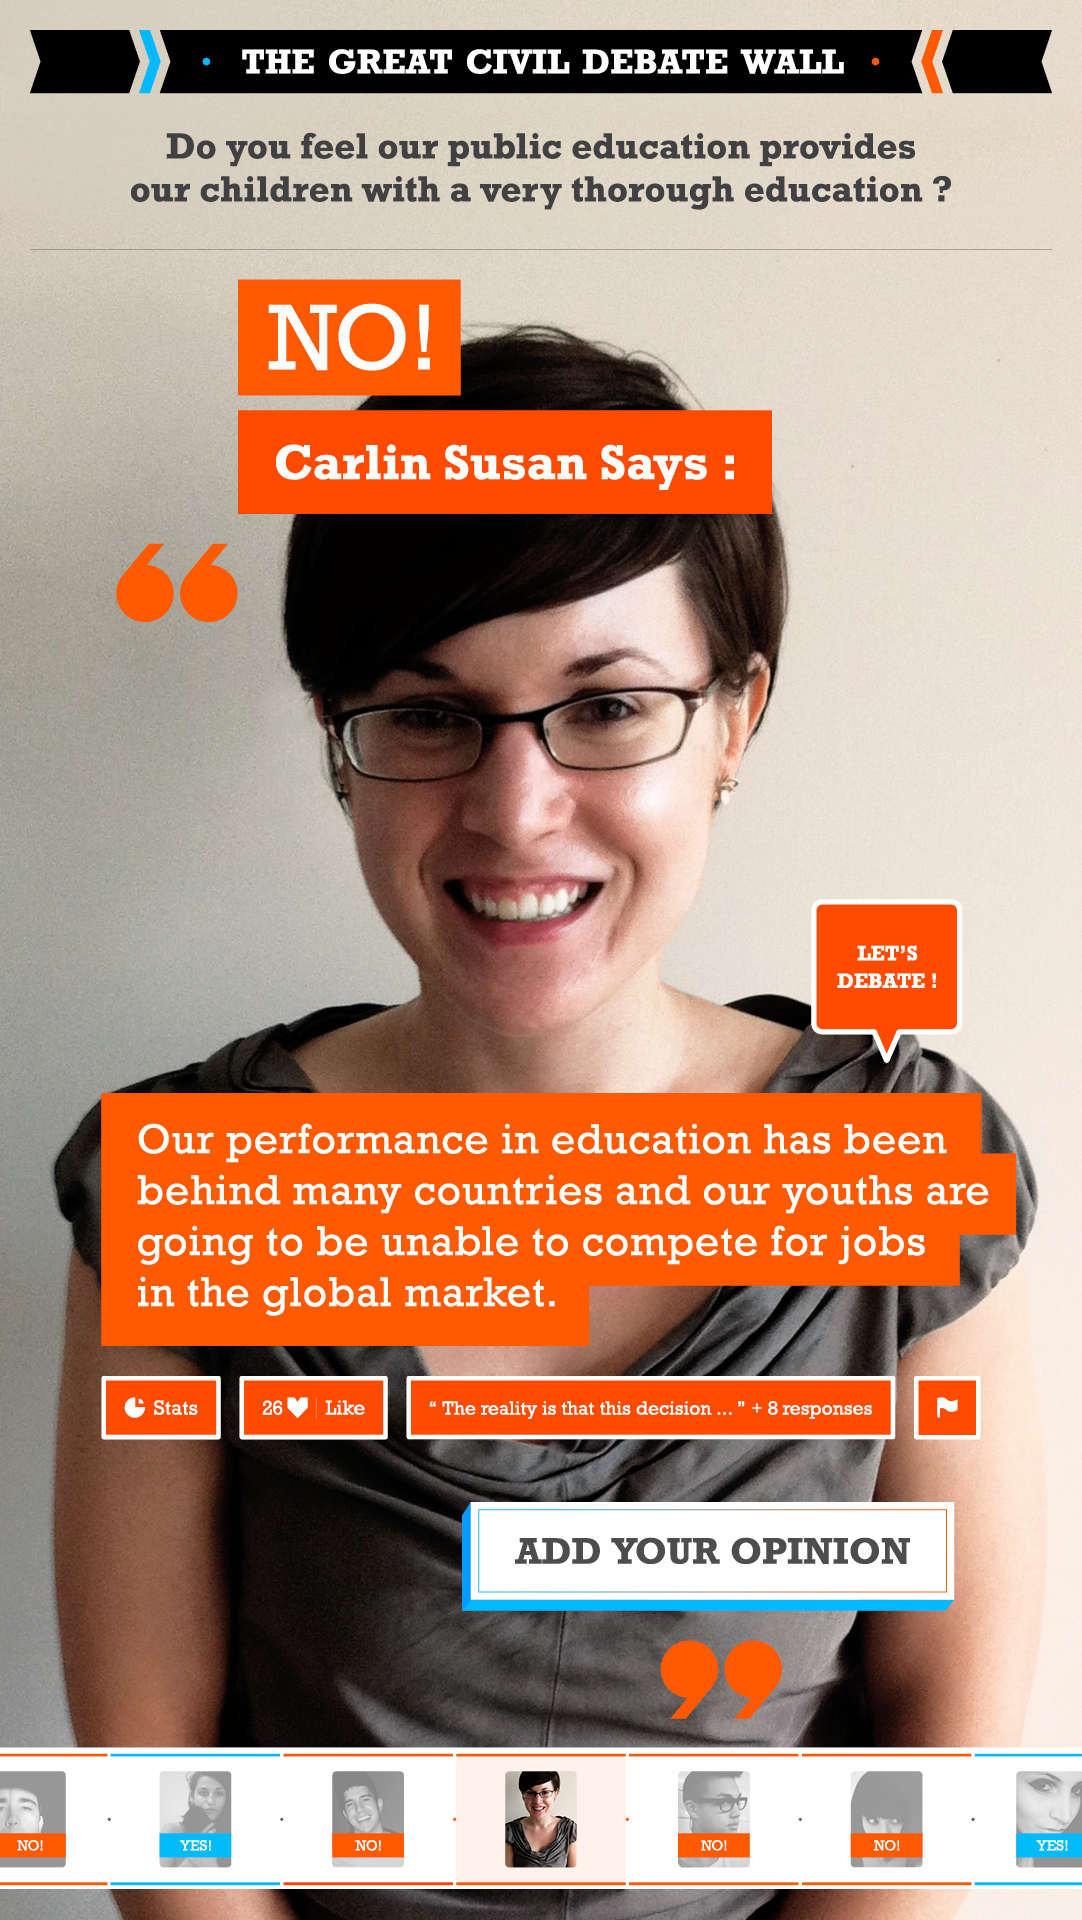 THE GREAT CIVIL DEBATE WALL
Do you feel our public education provides
our children with a very thorough education ?
NO!
Carlin Susan Says :
“
LET’S
DEBATE !
Our performance in education has been
behind many countries and our youths are
going to be unable to compete for jobs
in the global market.
Stats
26 Like
“ The reality is that this decision ... ” + 8 responses
ADD YOUR OPINION
”
NO!
YES!
NO!
NO!
NO!
YES!